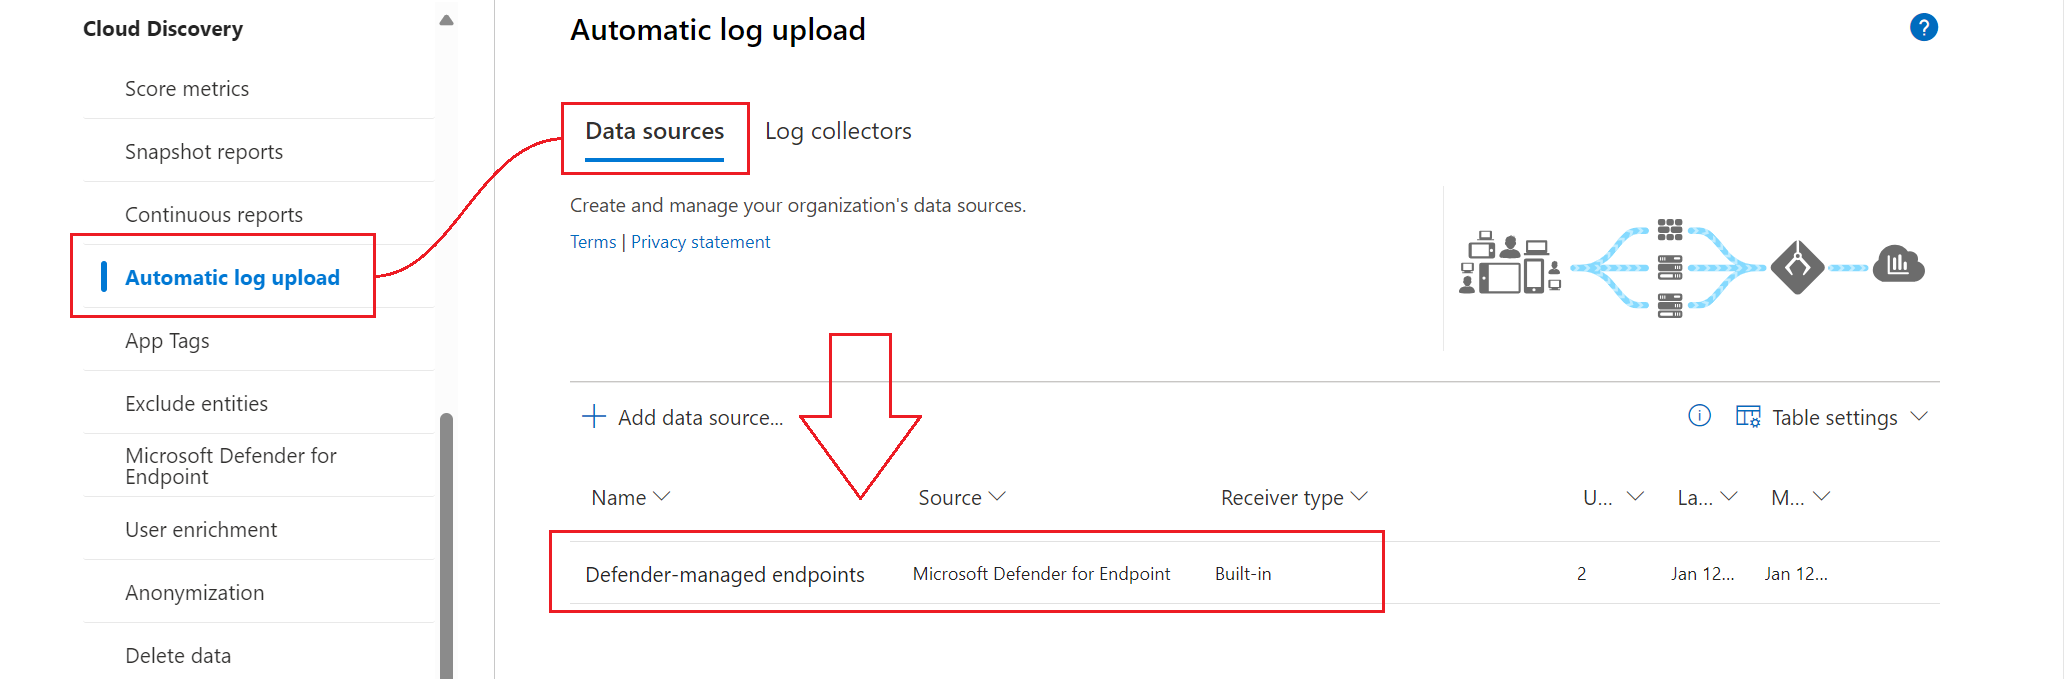 Cloud Discovery
Score metrics
Snapshot reports
Continuous reports
Automatic log upload
App Tags
Exclude entities
Microsoft Defender for
Endpoint
User enrichment
Anonymization
Delete data
Automatic log upload
?
Data sources Log collectors
Create and manage your organization's data sources.
Terms | Privacy statement
Add data source...
Table settings
Name Source Receiver type U... La... M...
Defender-managed endpoints Microsoft Defender for Endpoint Built-in 2 Jan 12... Jan 12...